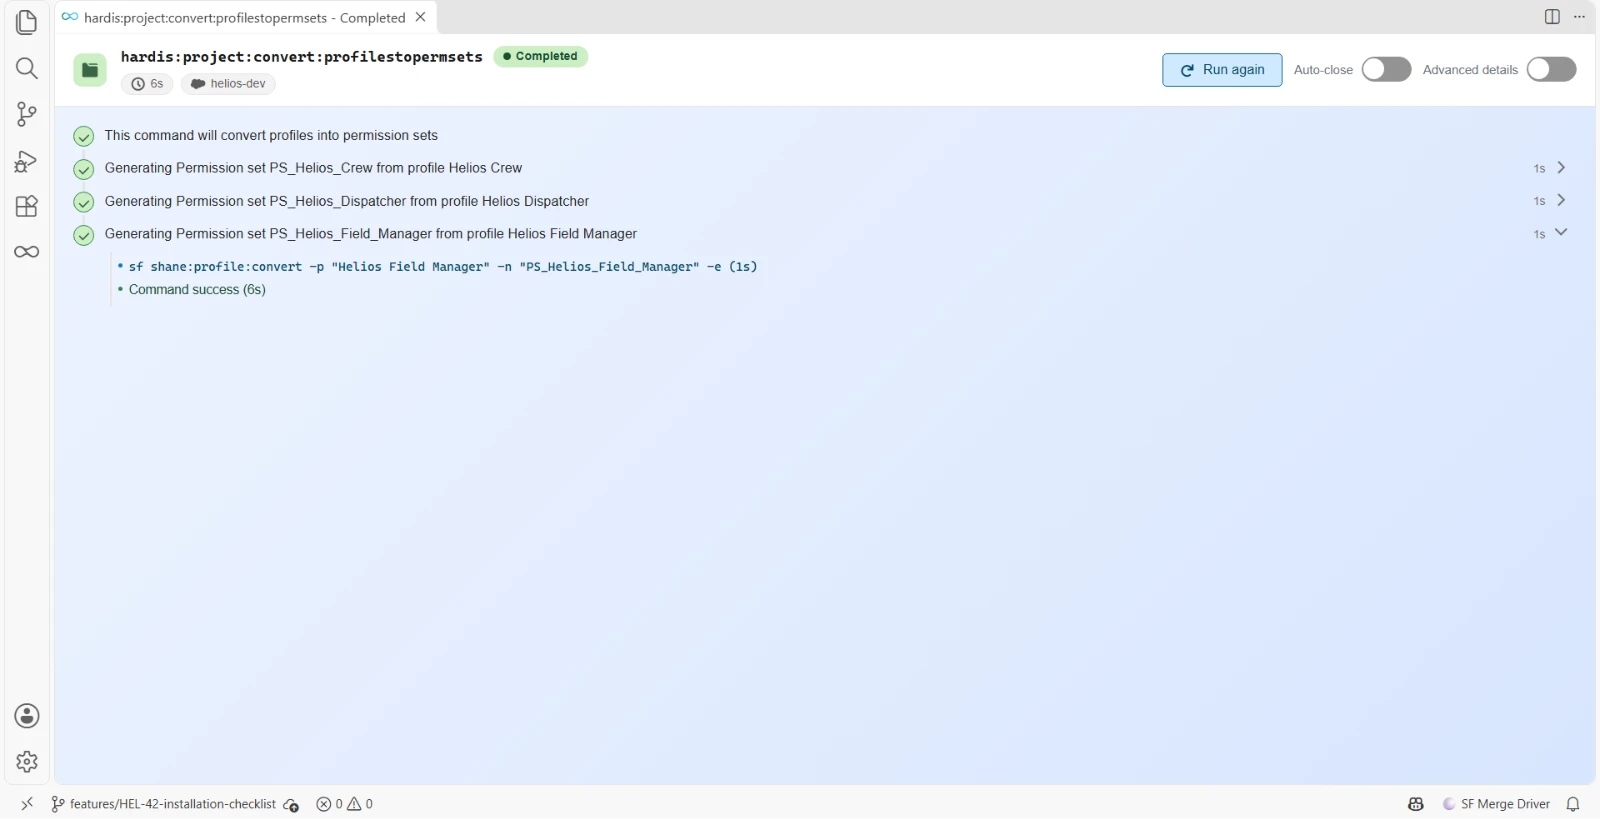 hardis:project:convert:profilestopermsets - Completed
hardis:project:convert:profilestopermsets
Completed
6s
helios-dev
Run again
Auto-close
Advanced details
This command will convert profiles into permission sets
Generating Permission set PS_Helios_Crew from profile Helios Crew
1s
Generating Permission set PS_Helios_Dispatcher from profile Helios Dispatcher
1s
Generating Permission set PS_Helios_Field_Manager from profile Helios Field Manager
1s
• sf shane:profile:convert -p "Helios Field Manager" -n "PS_Helios_Field_Manager" -e (1s)
• Command success (6s)
features/HEL-42-installation-checklist
0
0
SF Merge Driver